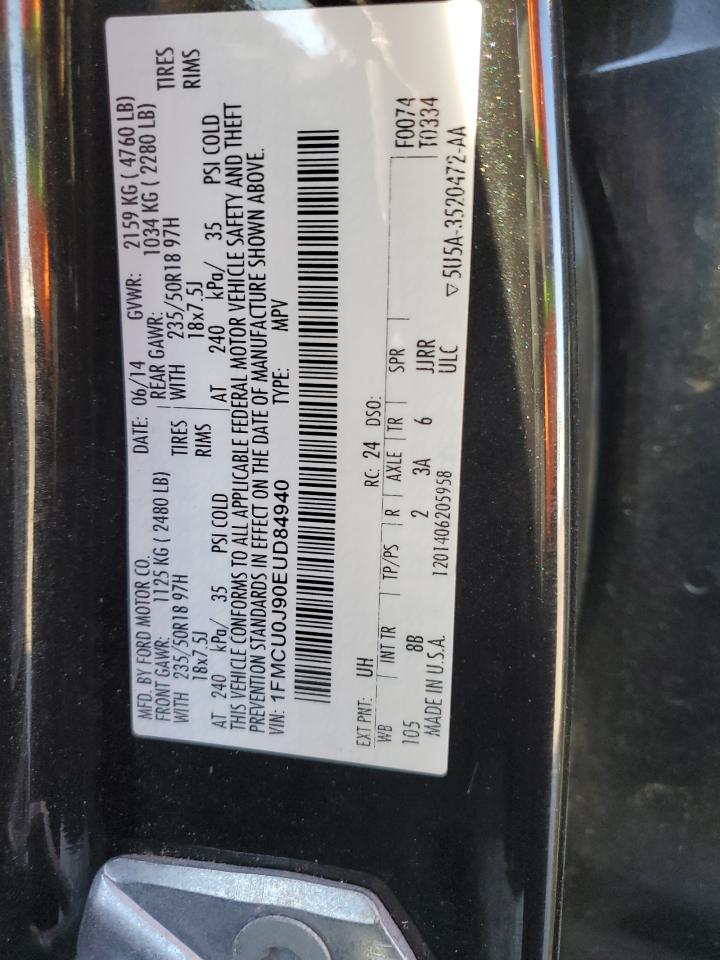 MFD. BY FORD MOTOR CO. DATE: 06/14 GVWR: 2159 KG ( 4760 LB)
FRONT GAWR: 1125 KG ( 2480 LB) REAR GAWR: 1034 KG ( 2280 LB)
WITH 235/50R18 97H TIRES WITH 235/50R18 97H TIRES
18x7.5J RIMS 18x7.5J RIMS
AT 240 kPa/ 35 PSI COLD AT 240 kPa/ 35 PSI COLD
THIS VEHICLE CONFORMS TO ALL APPLICABLE FEDERAL MOTOR VEHICLE SAFETY AND THEFT
PREVENTION STANDARDS IN EFFECT ON THE DATE OF MANUFACTURE SHOWN ABOVE.
VIN: 1FMCU0J90EUD84940 TYPE: MPV
EXT PNT: UH RC: 24 DSO:
WB INT TR TP/PS R AXLE TR SPR F0074
105 8B 2 3A 6 JJRR T0334
MADE IN U.S.A. 1201406205958 ULC ▽5U5A-3520472-AA